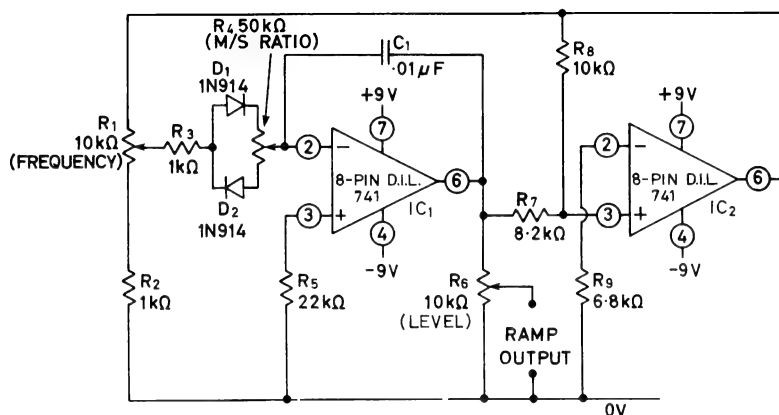 R4 50kΩ
(M/S RATIO)
C1
.01µF
D1
1N914
R8
10kΩ
+9V
+9V
R1
10kΩ
(FREQUENCY)
R3
1kΩ
7
7
2
−
2
−
8-PIN D.I.L.
741
6
8-PIN D.I.L.
741
6
D2
1N914
3
+
IC1
R7
8·2kΩ
3
+
IC2
4
4
-9V
-9V
R2
1kΩ
R5
22kΩ
R6
10kΩ
(LEVEL)
R9
6·8kΩ
RAMP
OUTPUT
0V